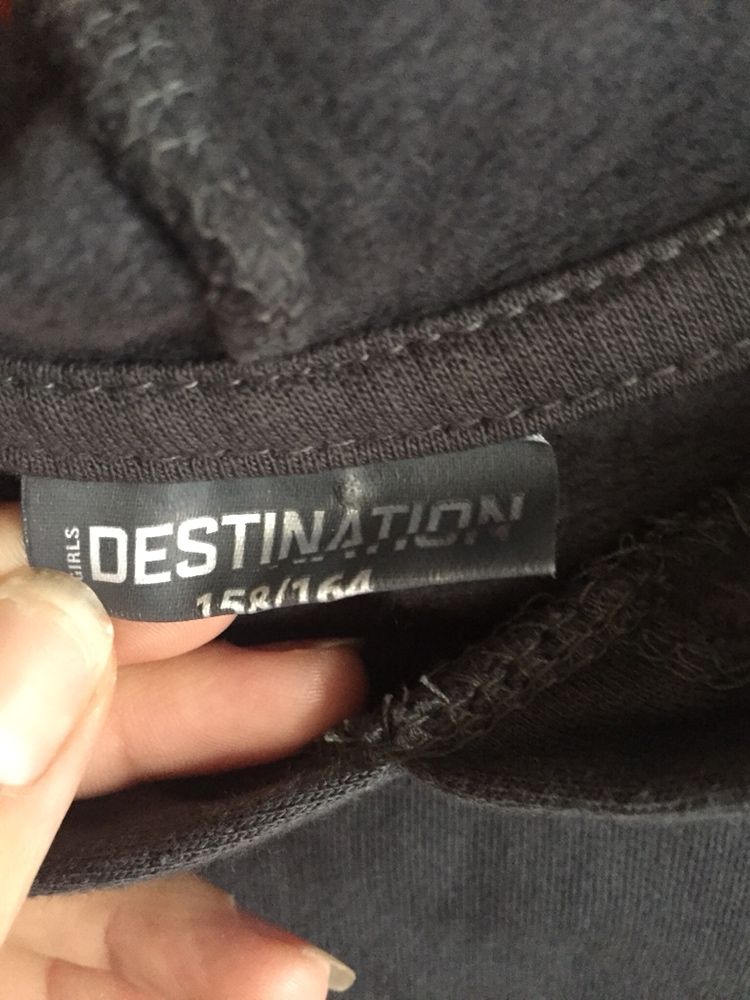 GIRLS
DESTINATION
158/164